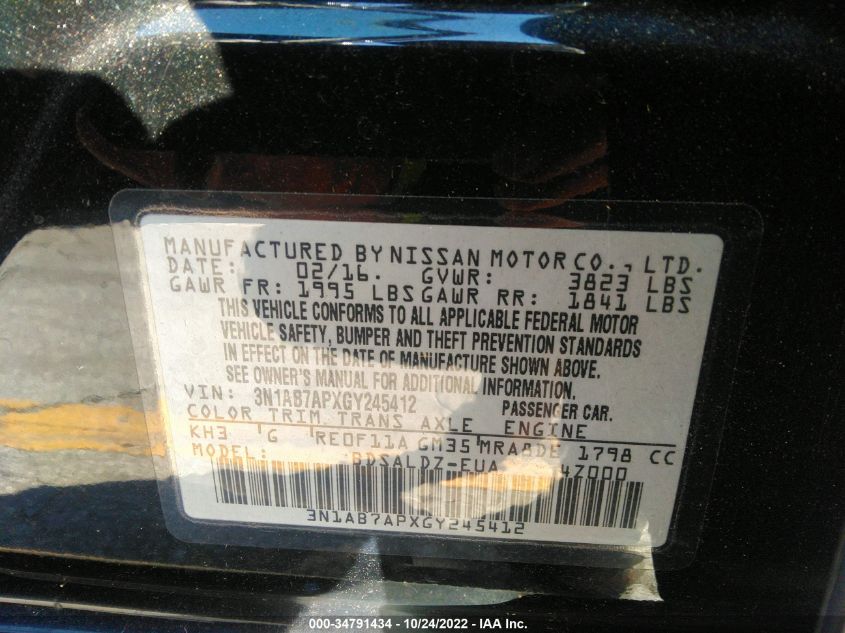 MANUFACTURED BY NISSAN MOTOR CO., LTD.
DATE: 02/16. GVWR: 3823 LBS
GAWR FR: 1995 LBS GAWR RR: 1841 LBS
THIS VEHICLE CONFORMS TO ALL APPLICABLE FEDERAL MOTOR
VEHICLE SAFETY, BUMPER AND THEFT PREVENTION STANDARDS
IN EFFECT ON THE DATE OF MANUFACTURE SHOWN ABOVE.
SEE OWNER'S MANUAL FOR ADDITIONAL INFORMATION.
VIN: 3N1AB7APXGY245412 PASSENGER CAR.
COLOR TRIM TRANS AXLE ENGINE
KH3 G RE0F11A GM35 MRA8DE 1798 CC
MODEL: BDSALDZ-EUA 4Z000
3N1AB7APXGY245412
000-34791434 - 10/24/2022 - IAA Inc.